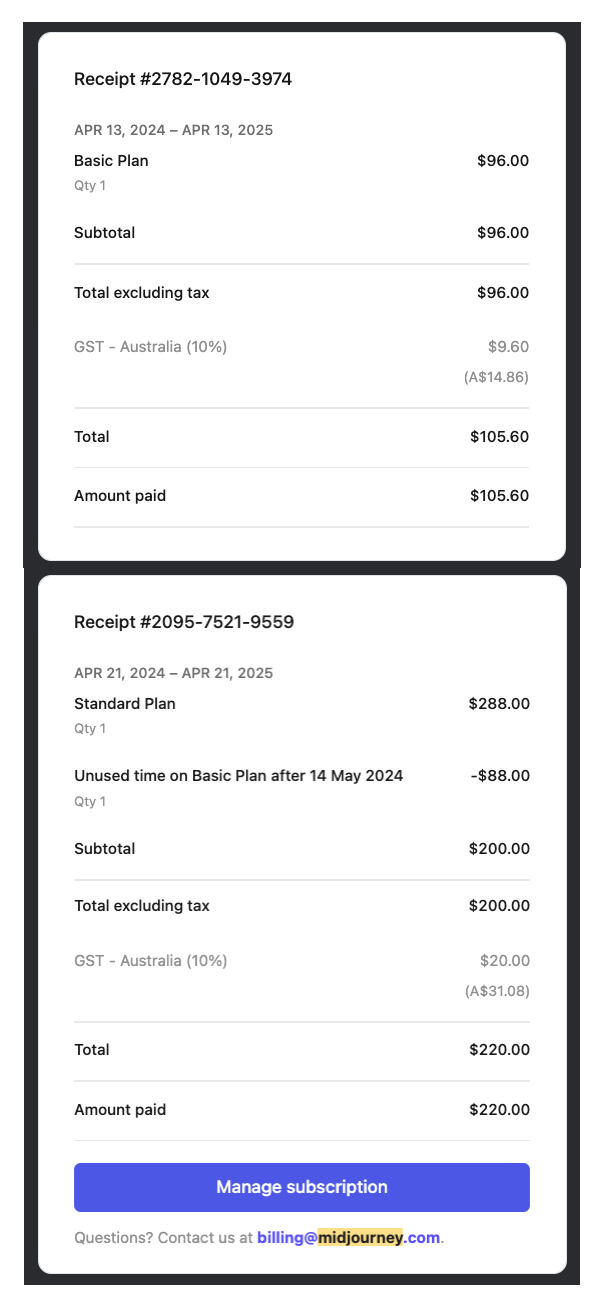 Receipt #2782-1049-3974
APR 13, 2024 – APR 13, 2025
Basic Plan $96.00
Qty 1
Subtotal $96.00
Total excluding tax $96.00
GST - Australia (10%) $9.60
(A$14.86)
Total $105.60
Amount paid $105.60
Receipt #2095-7521-9559
APR 21, 2024 – APR 21, 2025
Standard Plan $288.00
Qty 1
Unused time on Basic Plan after 14 May 2024 -$88.00
Qty 1
Subtotal $200.00
Total excluding tax $200.00
GST - Australia (10%) $20.00
(A$31.08)
Total $220.00
Amount paid $220.00
Manage subscription
Questions? Contact us at billing@midjourney.com.